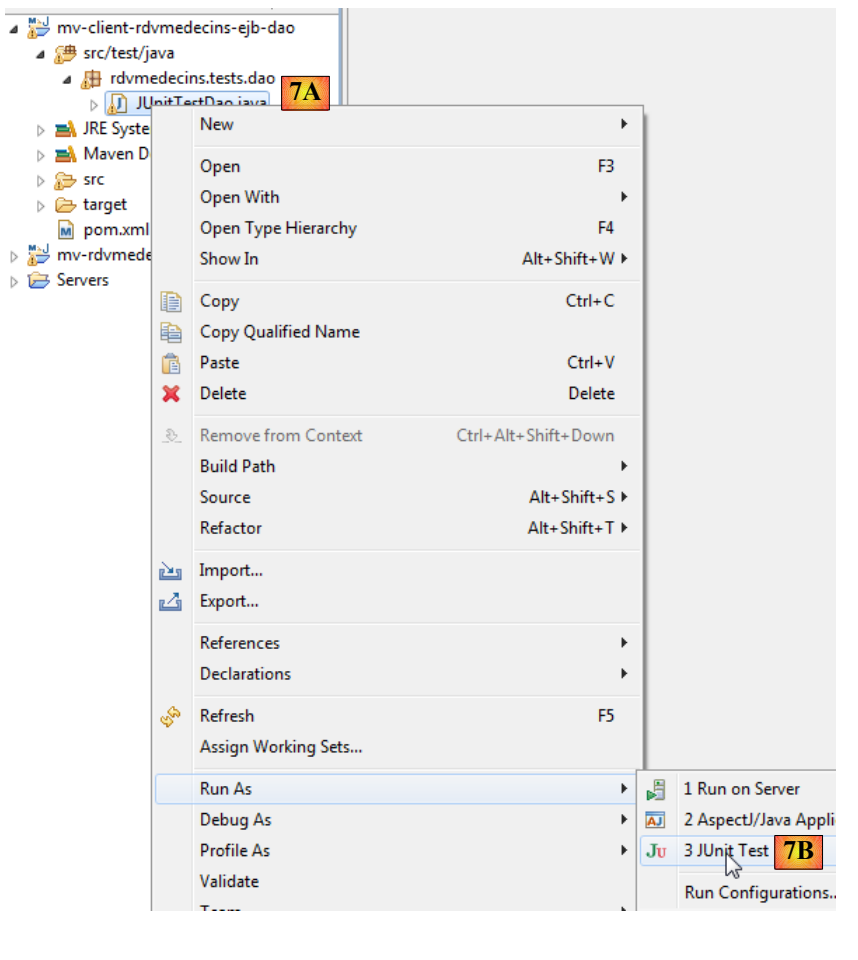 mv-client-rdvmedecins-ejb-dao
src/test/java
rdvmedecins.tests.dao
7A
JUnitTestDao.java
JRE Syste
Maven D
src
target
pom.xml
mv-rdvmede
Servers
New
Open F3
Open With
Open Type Hierarchy F4
Show In Alt+Shift+W
Copy Ctrl+C
Copy Qualified Name
Paste Ctrl+V
Delete Delete
Remove from Context Ctrl+Alt+Shift+Down
Build Path
Source Alt+Shift+S
Refactor Alt+Shift+T
Import...
Export...
References
Declarations
Refresh F5
Assign Working Sets...
Run As
Debug As
Profile As
Validate
Team
1 Run on Server
AJ 2 AspectJ/Java Appli
JU 3 JUnit Test 7B
Run Configurations..